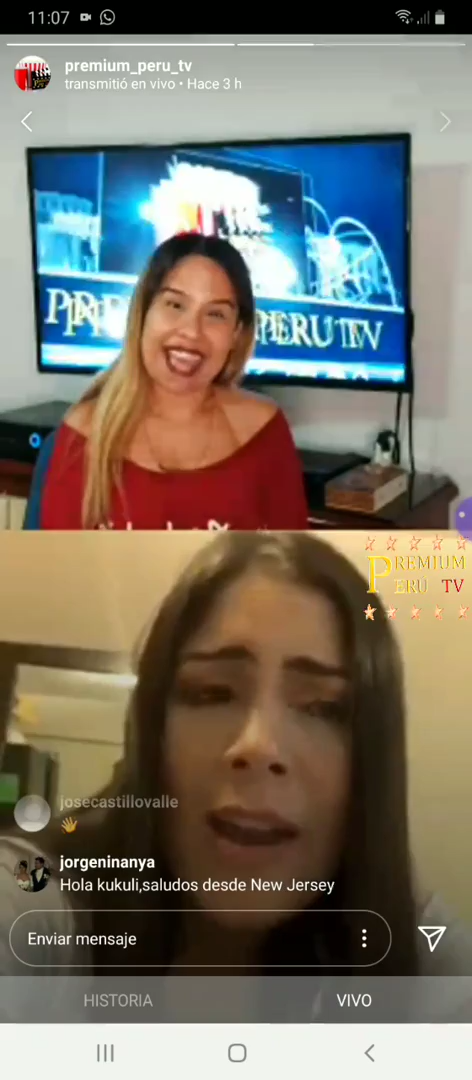 11:07
premium_peru_tv
transmitió en vivo • Hace 3 h
PERU TV
PREMIUM
PERÚ TV
josecastillovalle
👋
jorgeninanya
Hola kukuli,saludos desde New Jersey
Enviar mensaje
HISTORIA
VIVO